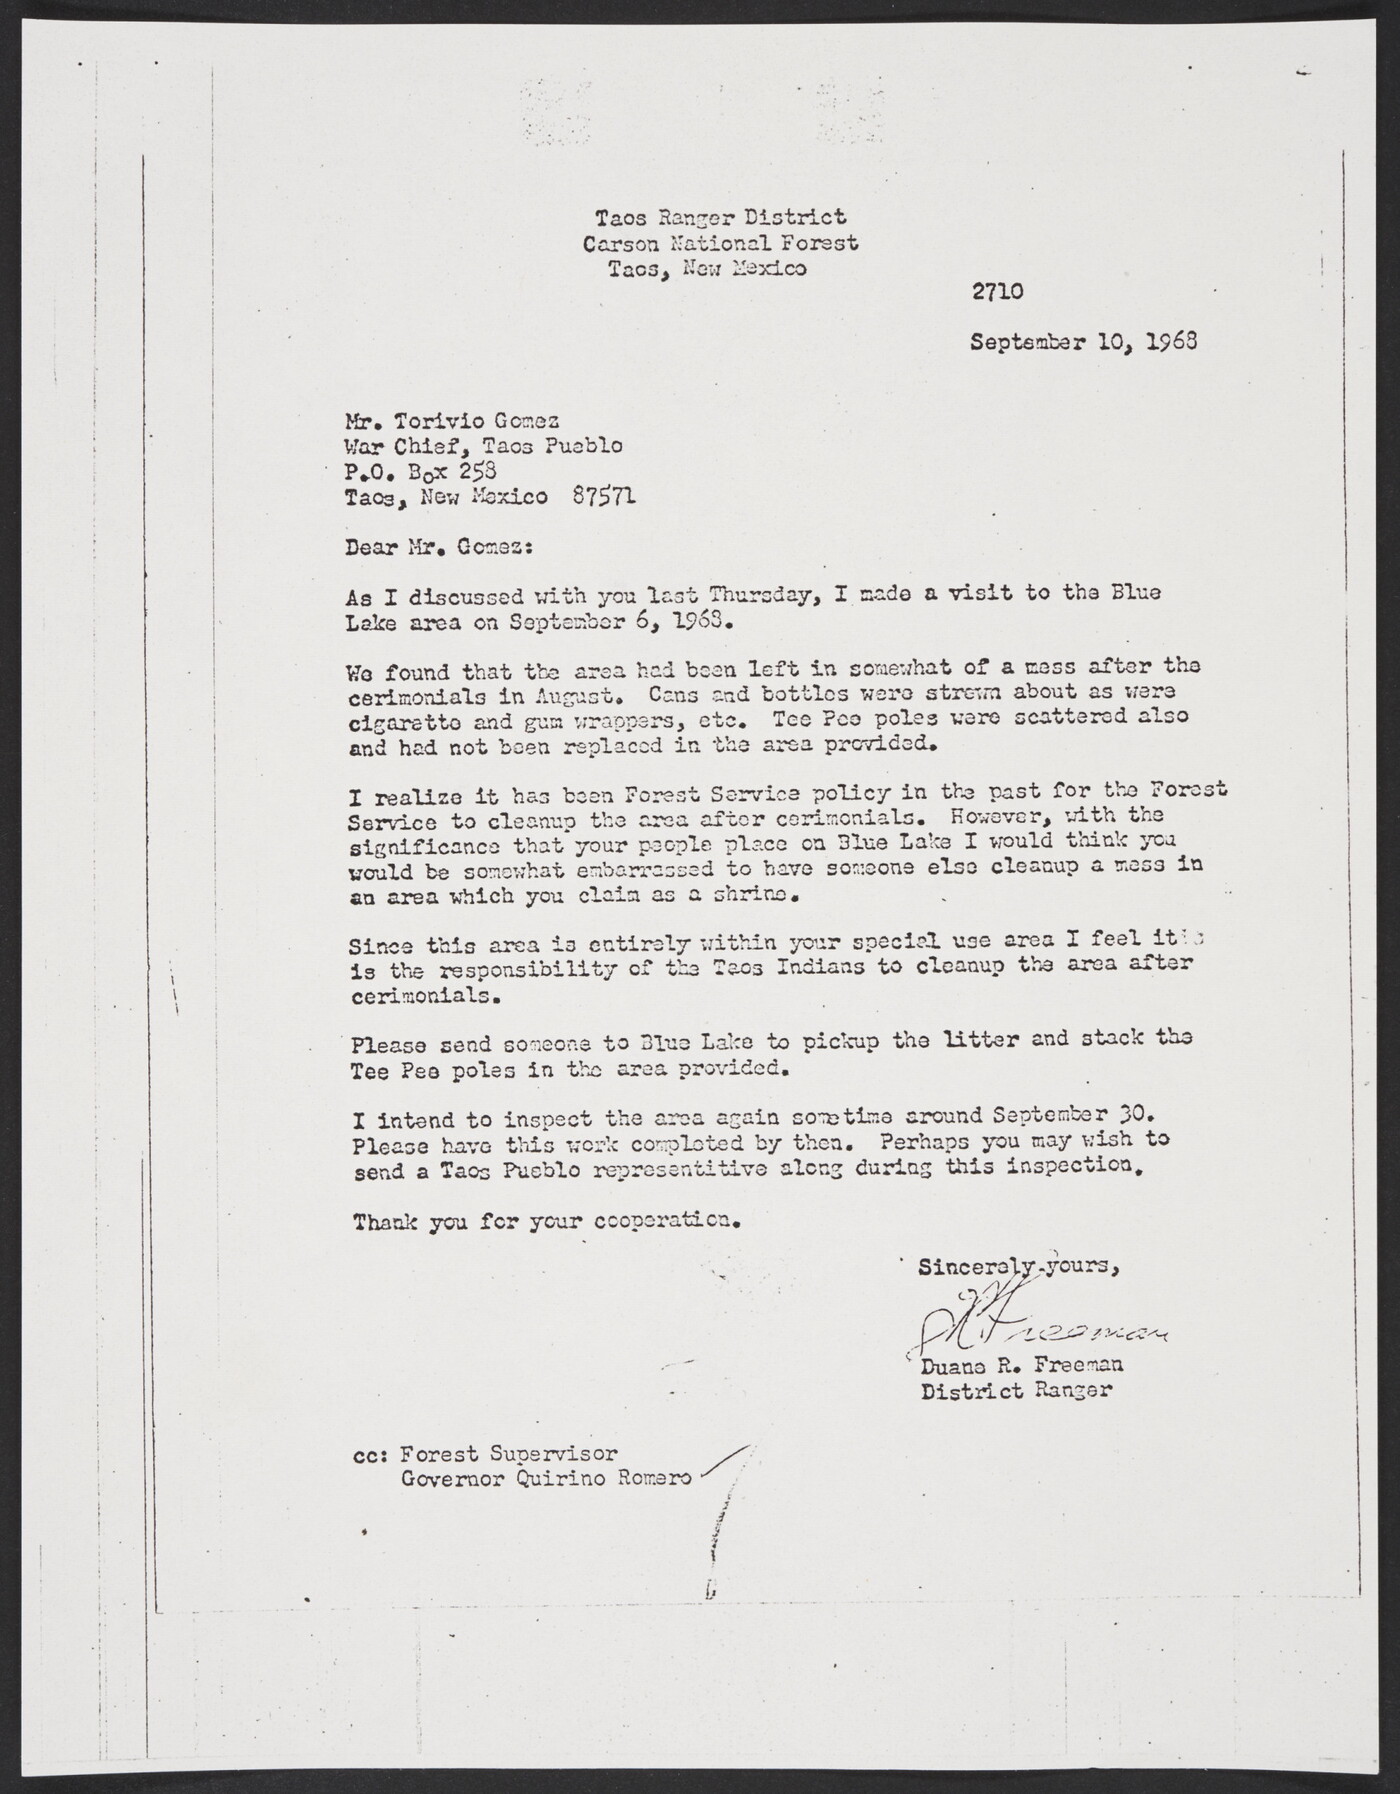 Taos Ranger District
Carson National Forest
Taos, New Mexico
2710
September 10, 1968
Mr. Torivio Gomez
War Chief, Taos Pueblo
P.O. Box 258
Taos, New Mexico 87571
Dear Mr. Gomez:
As I discussed with you last Thursday, I made a visit to the Blue
Lake area on September 6, 1968.
We found that the area had been left in somewhat of a mess after the
cerimonials in August. Cans and bottles were strewn about as were
cigarette and gum wrappers, etc. Tee Pee poles were scattered also
and had not been replaced in the area provided.
I realize it has been Forest Service policy in the past for the Forest
Service to cleanup the area after cerimonials. However, with the
significance that your people place on Blue Lake I would think you
would be somewhat embarrassed to have someone else cleanup a mess in
an area which you claim as a shrine.
Since this area is entirely within your special use area I feel it
is the responsibility of the Taos Indians to cleanup the area after
cerimonials.
Please send someone to Blue Lake to pickup the litter and stack the
Tee Pee poles in the area provided.
I intend to inspect the area again sometime around September 30.
Please have this work completed by then. Perhaps you may wish to
send a Taos Pueblo representitive along during this inspection.
Thank you for your cooperation.
Sincerely yours,
Freeman
Duane R. Freeman
District Ranger
cc: Forest Supervisor
Governor Quirino Romero